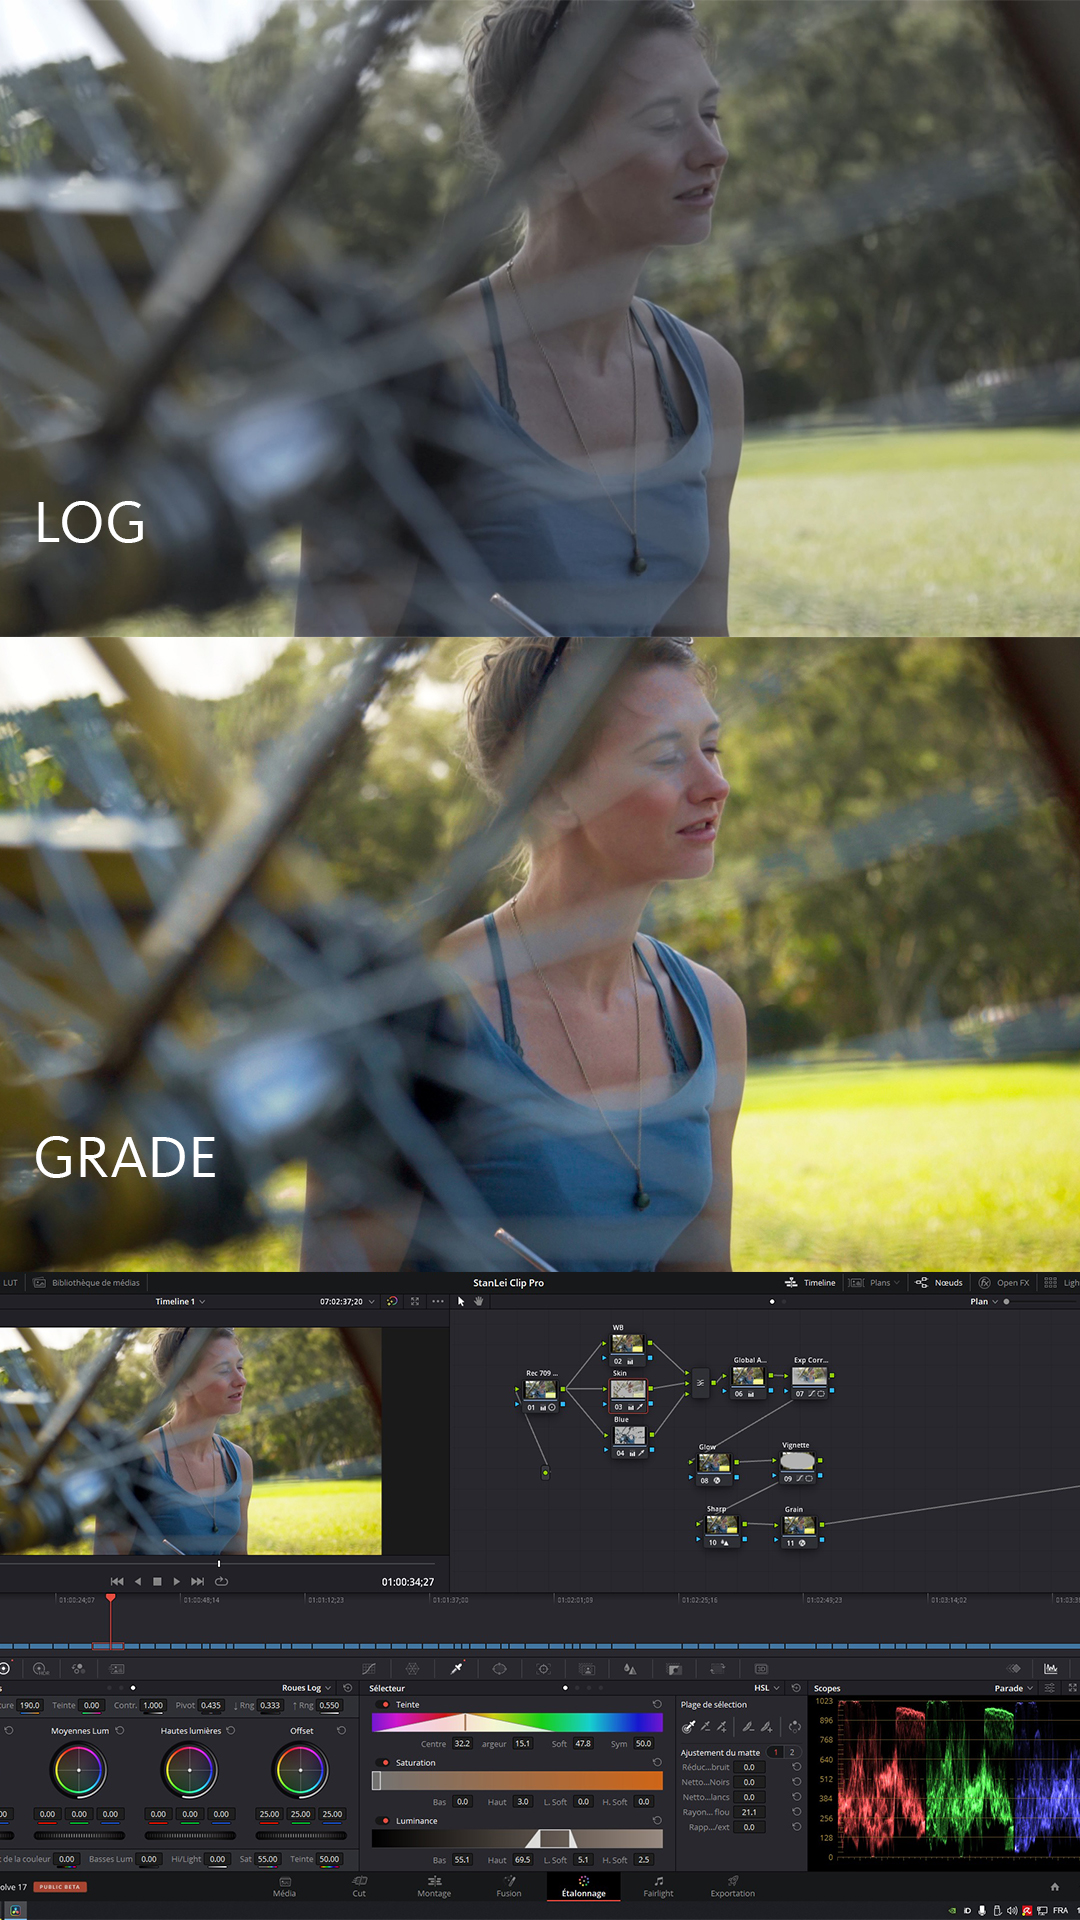 LOG
GRADE
LUT Bibliothèque de médias StanLei Clip Pro Timeline Plans Nœuds Open FX Ligh
Timeline 1 07:02:37;20 Plan
WB
02
Rec 709 ...
01
Skin
03
Blue
04
Global A...
06
Exp Corr...
07
Glow
08
Vignette
09
Sharp
10
Grain
11
01:00:34;27
01:00:24;07 01:00:48;14 01:01:12;23 01:01:37;00 01:02:01;09 01:02:25;16 01:02:49;23 01:03:14;02
Roues Log
190.0 Teinte 0.00 Contr. 1.000 Pivot 0.435 ↓ Rng 0.333 ↑ Rng 0.550
Moyennes Lum Hautes lumières Offset
0.00 0.00 0.00 0.00 0.00 0.00 25.00 25.00 25.00
de la couleur 0.00 Basses Lum 0.00 Hi/Light 0.00 Sat 55.00 Teinte 50.00
Sélecteur HSL
Teinte
Centre 32.2 argeur 15.1 Soft 47.8 Sym 50.0
Saturation
Bas 0.0 Haut 3.0 L. Soft 0.0 H. Soft 0.0
Luminance
Bas 55.1 Haut 69.5 L. Soft 5.1 H. Soft 2.5
Plage de sélection
Ajustement du matte 1 2
Réduc...bruit 0.0
Netto...Noirs 0.0
Netto...lancs 0.0
Rayon... flou 21.1
Rapp.../ext 0.0
Scopes Parade
1023
896
768
640
512
384
256
128
0
olve 17 PUBLIC BETA
Média Cut Montage Fusion Étalonnage Fairlight Exportation
FRA